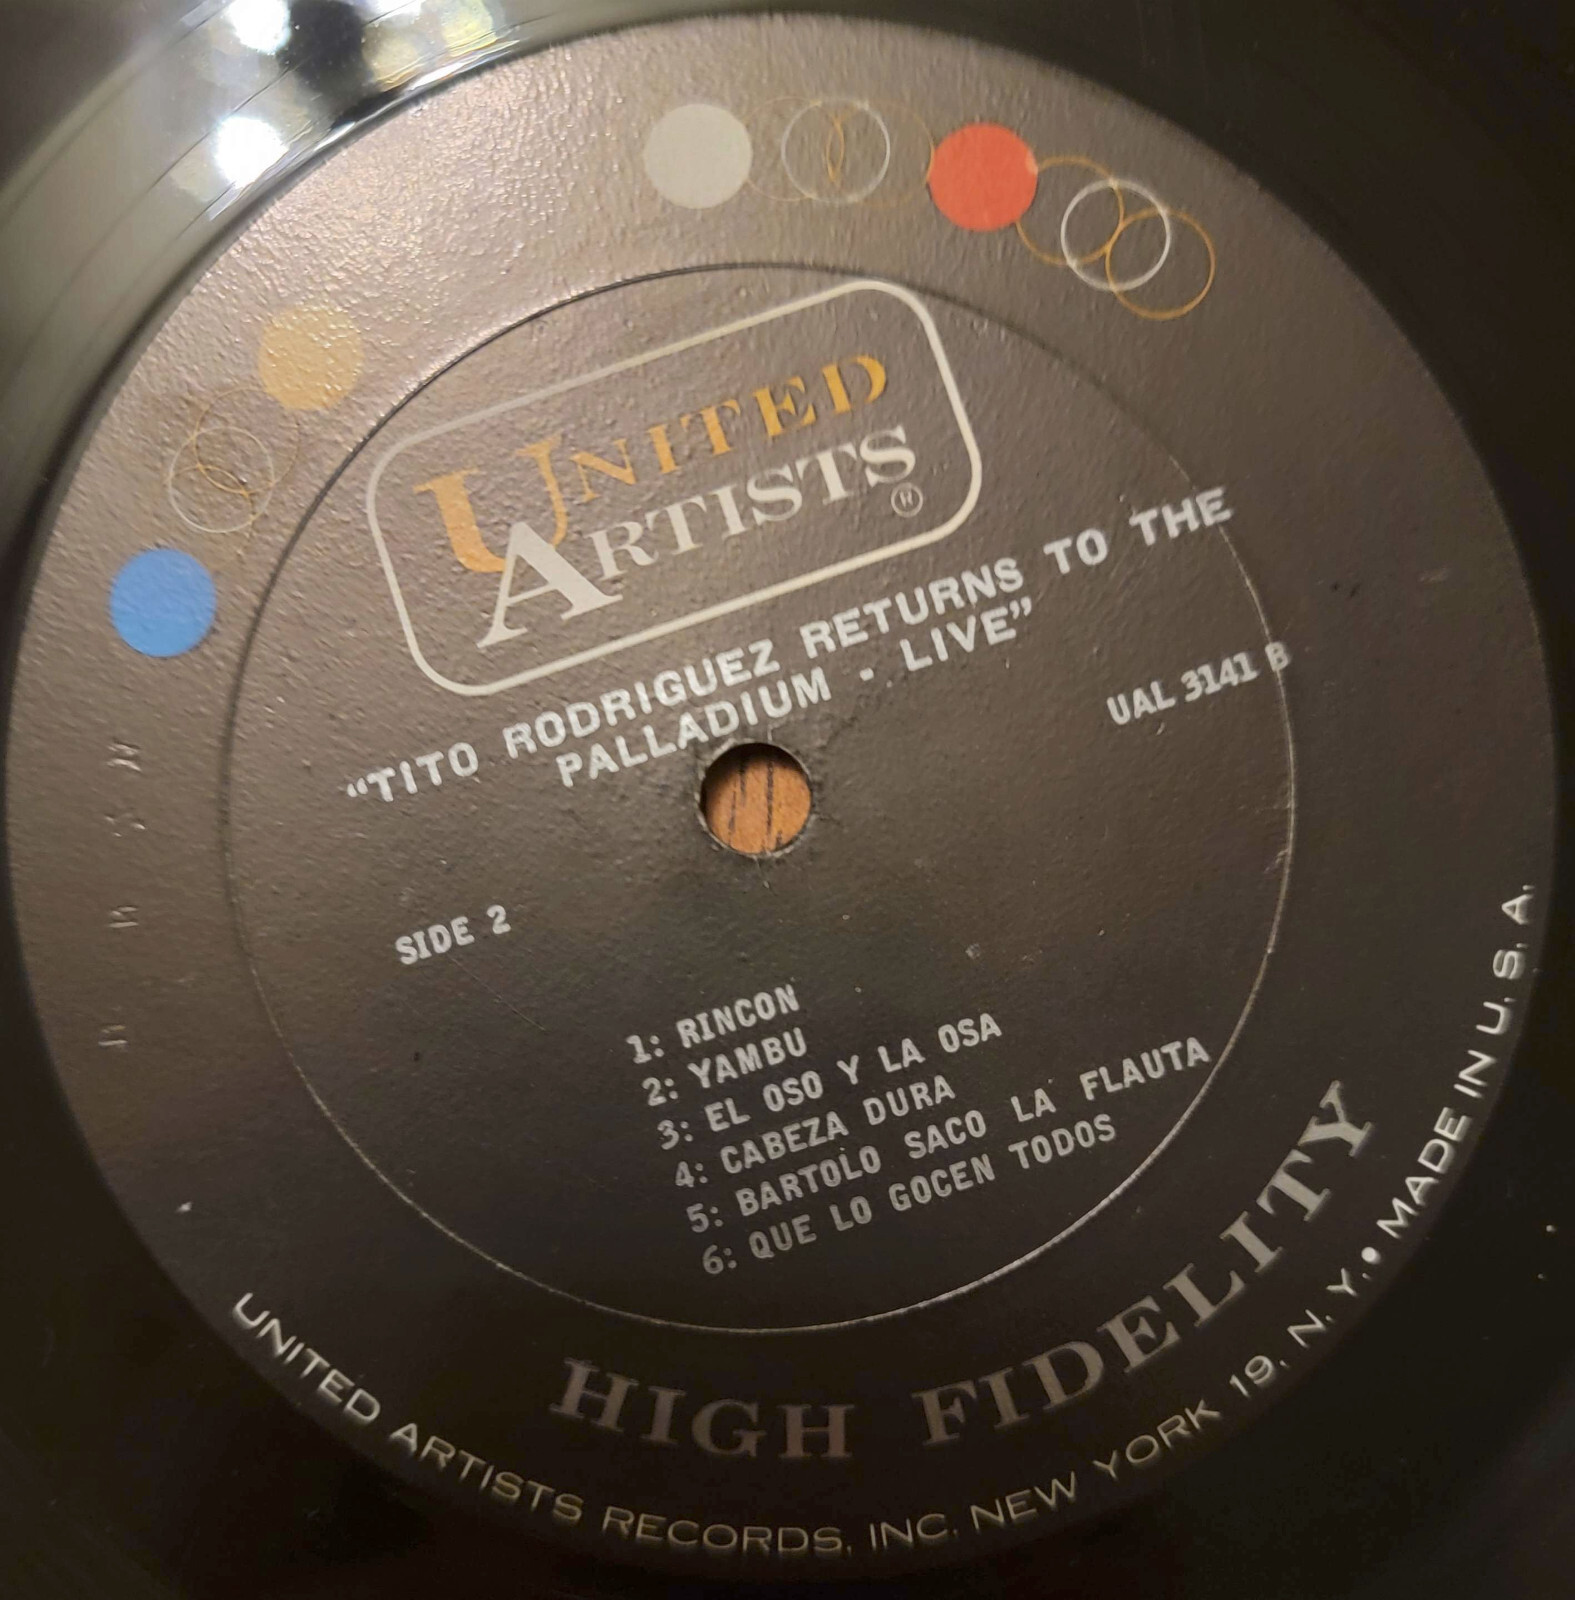 UNITED
ARTISTS
®
"TITO RODRIGUEZ RETURNS TO THE
PALLADIUM - LIVE"
UAL 3141 B
SIDE 2
1: RINCON
2: YAMBU
3: EL OSO Y LA OSA
4: CABEZA DURA
5: BARTOLO SACO LA FLAUTA
6: QUE LO GOCEN TODOS
HIGH FIDELITY
UNITED ARTISTS RECORDS, INC. NEW YORK 19, N. Y. • MADE IN U. S. A.